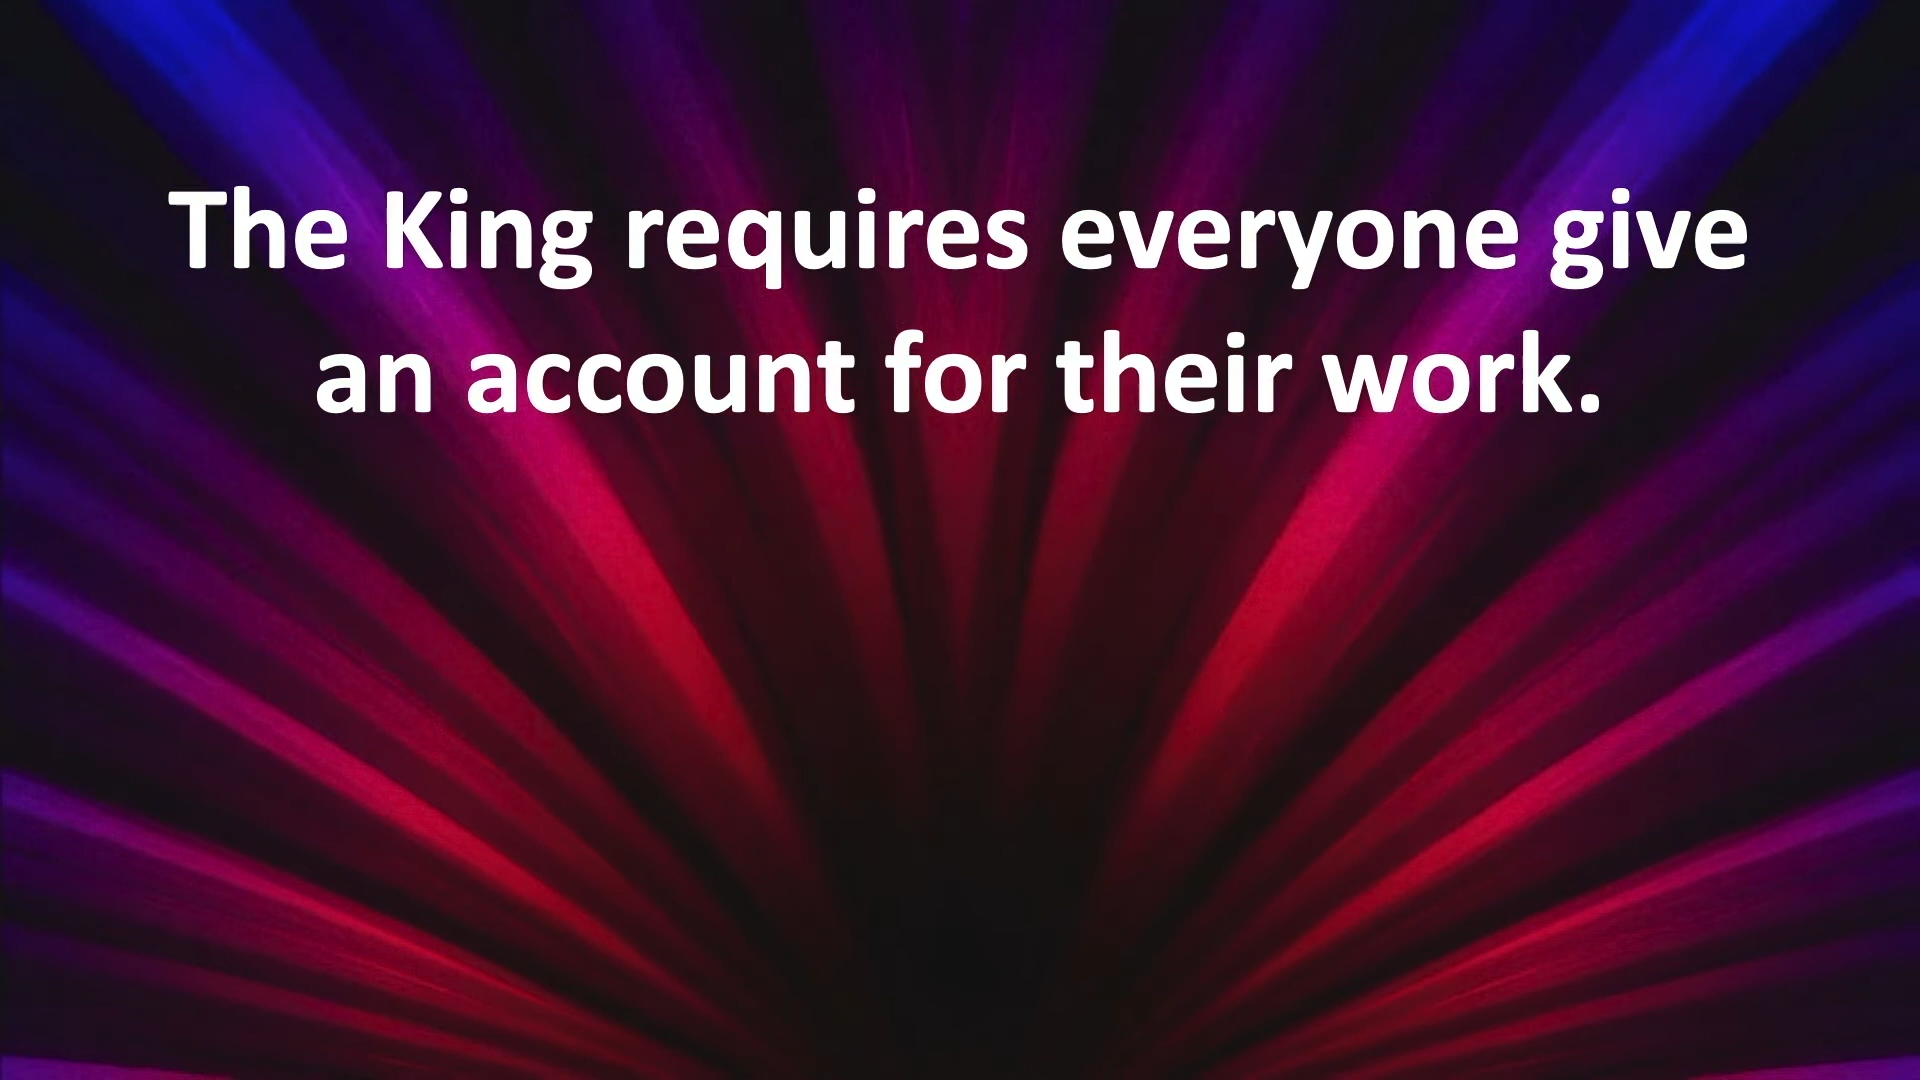 The King requires everyone give
an account for their work.